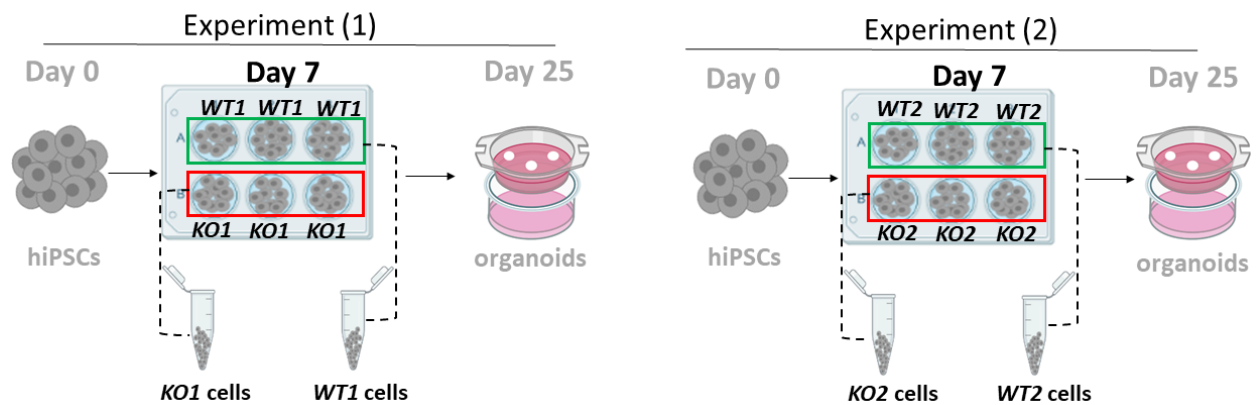 Experiment (1)
Day 0
Day 7
Day 25
WT1 WT1 WT1
A
B
KO1 KO1 KO1
hiPSCs
organoids
KO1 cells
WT1 cells
Experiment (2)
Day 0
Day 7
Day 25
WT2 WT2 WT2
A
B
KO2 KO2 KO2
hiPSCs
organoids
KO2 cells
WT2 cells